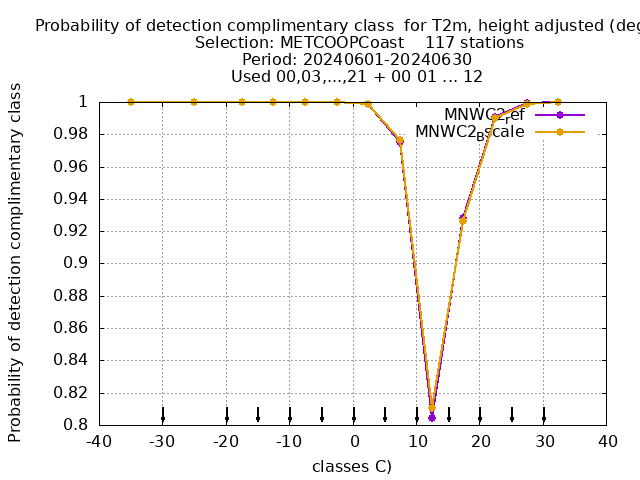 Probability of detection complimentary class  for T2m, height adjusted (deg
Selection: METCOOPCoast    117 stations
Period: 20240601-20240630
Used 00,03,...,21 + 00 01 ... 12
Probability of detection complimentary class
1
0.98
0.96
0.94
0.92
0.9
0.88
0.86
0.84
0.82
0.8
MNWC2ref
MNWC2Bscale
-40 -30 -20 -10 0 10 20 30 40
classes C)